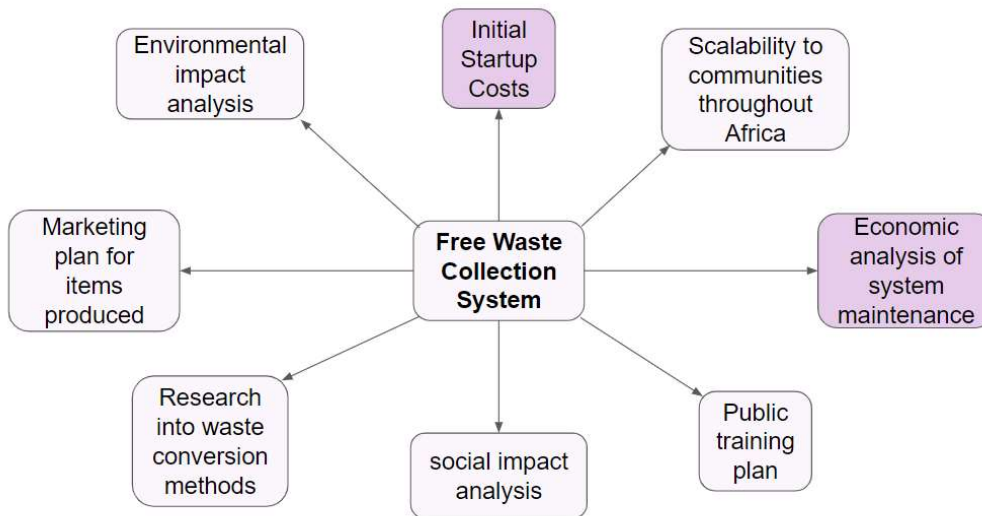 Environmental
impact
analysis
Initial
Startup
Costs
Scalability to
communities
throughout
Africa
Marketing
plan for
items
produced
Free Waste
Collection
System
Economic
analysis of
system
maintenance
Research
into waste
conversion
methods
social impact
analysis
Public
training
plan